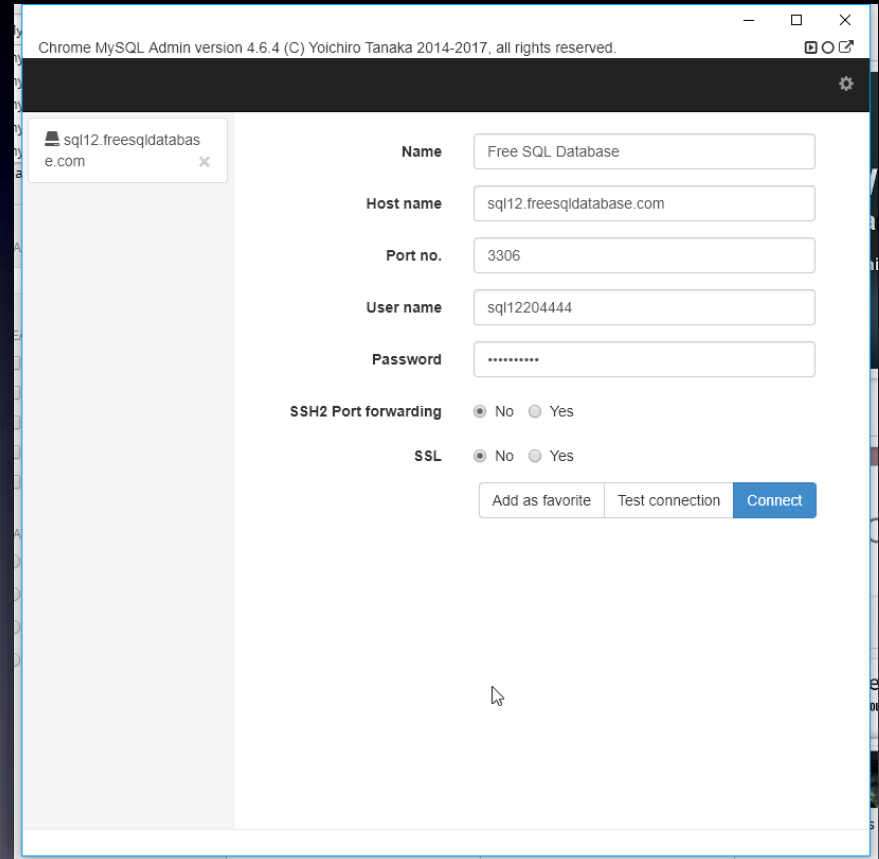 Chrome MySQL Admin version 4.6.4 (C) Yoichiro Tanaka 2014-2017, all rights reserved.
sql12.freesqldatabas
e.com
Name
Free SQL Database
Host name
sql12.freesqldatabase.com
Port no.
3306
User name
sql12204444
Password
••••••••••
SSH2 Port forwarding
No
Yes
SSL
No
Yes
Add as favorite
Test connection
Connect